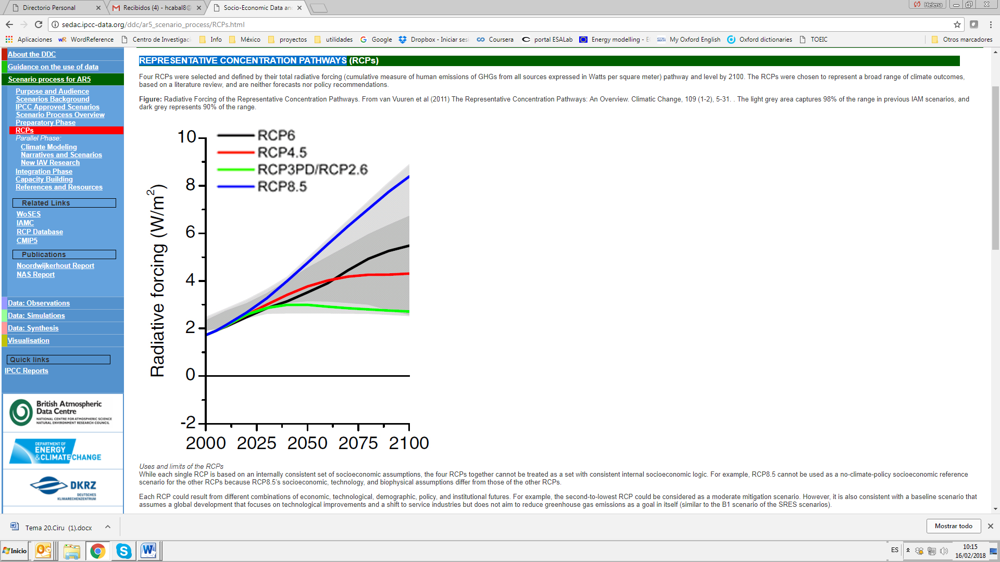 Directorio Personal
Recibidos (4) - hcabal8@
Socio-Economic Data an
Helena
sedac.ipcc-data.org/ddc/ar5_scenario_process/RCPs.html
Aplicaciones
WordReference
Centro de Investigaci
Info
México
proyectos
utilidades
Google
Dropbox - Iniciar sesi
Coursera
portal ESALab
Energy modelling - E
My Oxford English
Oxford dictionaries
TOEIC
Otros marcadores
About the DDC
Guidance on the use of data
Scenario process for AR5
Purpose and Audience
Scenarios Background
IPCC Approved Scenarios
Scenario Process Overview
Preparatory Phase
RCPs
Parallel Phase:
Climate Modeling
Narratives and Scenarios
New IAV Research
Integration Phase
Capacity Building
References and Resources
Related Links
WoSES
IAMC
RCP Database
CMIP5
Publications
Noordwijkerhout Report
NAS Report
Data: Observations
Data: Simulations
Data: Synthesis
Visualisation
Quick links
IPCC Reports
British Atmospheric
Data Centre
NATIONAL CENTRE FOR ATMOSPHERIC SCIENCE
NATURAL ENVIRONMENT RESEARCH COUNCIL
DEPARTMENT OF
ENERGY
&CLIMATE CHANGE
DKRZ
DEUTSCHES
KLIMARECHENZENTRUM
REPRESENTATIVE CONCENTRATION PATHWAYS (RCPs)
Four RCPs were selected and defined by their total radiative forcing (cumulative measure of human emissions of GHGs from all sources expressed in Watts per square meter) pathway and level by 2100. The RCPs were chosen to represent a broad range of climate outcomes,
based on a literature review, and are neither forecasts nor policy recommendations.
Figure: Radiative Forcing of the Representative Concentration Pathways. From van Vuuren et al (2011) The Representative Concentration Pathways: An Overview. Climatic Change, 109 (1-2), 5-31. . The light grey area captures 98% of the range in previous IAM scenarios, and
dark grey represents 90% of the range.
RCP6
RCP4.5
RCP3PD/RCP2.6
RCP8.5
Radiative forcing (W/m²)
10
8
6
4
2
0
-2
2000 2025 2050 2075 2100
Uses and limits of the RCPs
While each single RCP is based on an internally consistent set of socioeconomic assumptions, the four RCPs together cannot be treated as a set with consistent internal socioeconomic logic. For example, RCP8.5 cannot be used as a no-climate-policy socioeconomic reference
scenario for the other RCPs because RCP8.5's socioeconomic, technology, and biophysical assumptions differ from those of the other RCPs.
Each RCP could result from different combinations of economic, technological, demographic, policy, and institutional futures. For example, the second-to-lowest RCP could be considered as a moderate mitigation scenario. However, it is also consistent with a baseline scenario that
assumes a global development that focuses on technological improvements and a shift to service industries but does not aim to reduce greenhouse gas emissions as a goal in itself (similar to the B1 scenario of the SRES scenarios).
Tema 20.Ciru (1).docx
Mostrar todo
Inicio
ES
10:15
16/02/2018